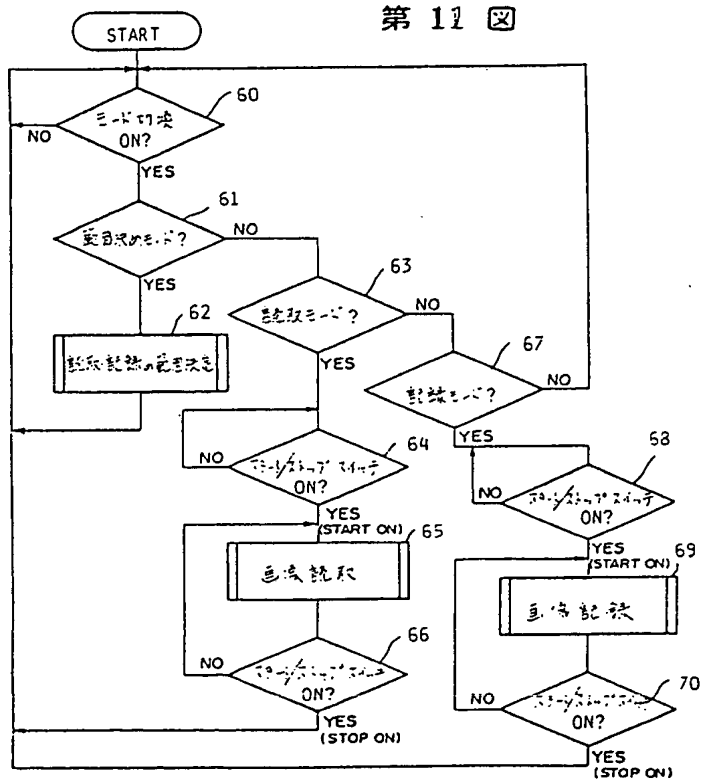 第 11 図
START
60
モード切換
ON?
NO
YES
61
範囲決めモード?
NO
YES
62
読取・記録の範囲決定
63
読取モード?
NO
YES
67
記録モード?
NO
YES
64
スタート/ストップ スイッチ
ON?
NO
YES
(START ON)
65
画像読取
66
スタート/ストップ スイッチ
ON?
NO
YES
(STOP ON)
68
スタート/ストップ スイッチ
ON?
NO
YES
(START ON)
69
画像記録
70
スタート/ストップ スイッチ
ON?
NO
YES
(STOP ON)